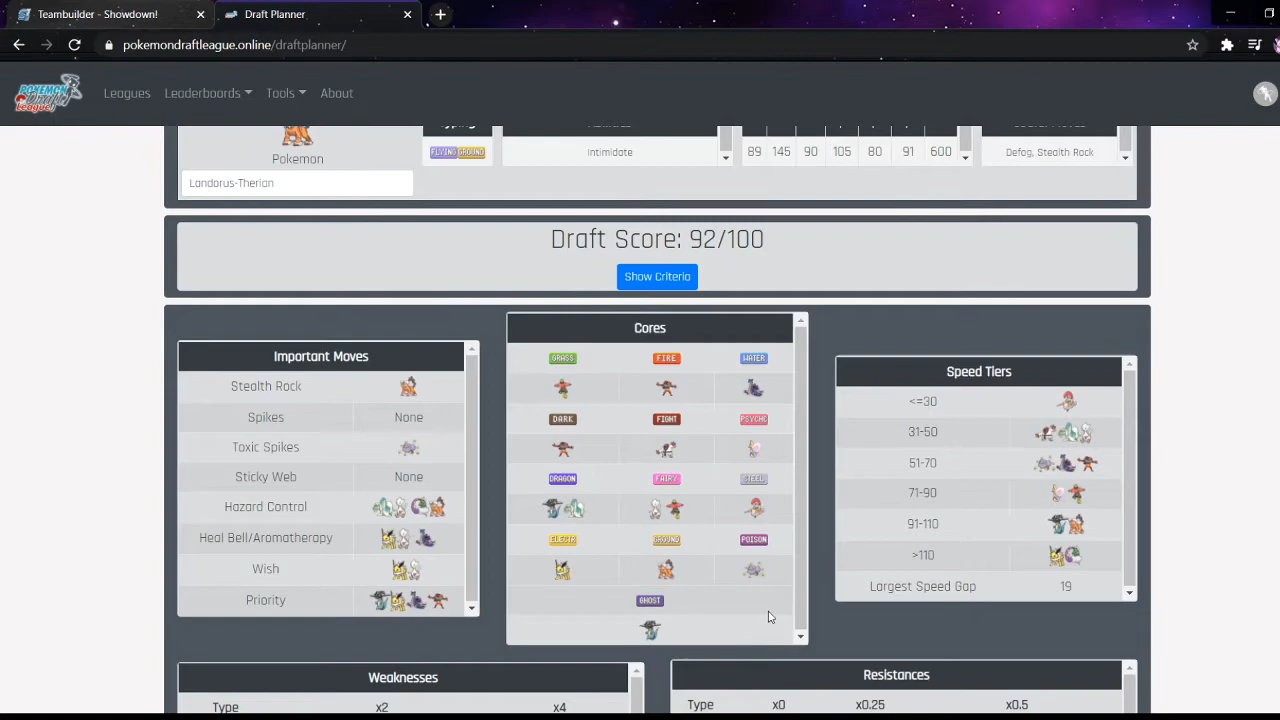 Teambuilder - Showdown!
Draft Planner
pokemondraftleague.online/draftplanner/
POKEMON
League!
Leagues Leaderboards Tools About
Pokemon
FLYING GROUND
Intimidate
89 145 90 105 80 91 600
Defog, Stealth Rock
Landorus-Therian
Draft Score: 92/100
Show Criteria
Important Moves
Stealth Rock
Spikes None
Toxic Spikes
Sticky Web None
Hazard Control
Heal Bell/Aromatherapy
Wish
Priority
Cores
GRASS FIRE WATER
DARK FIGHT PSYCHC
DRAGON FAIRY STEEL
ELECTR GROUND POISON
GHOST
Speed Tiers
<=30
31-50
51-70
71-90
91-110
>110
Largest Speed Gap 19
Weaknesses
Type x2 x4
Resistances
Type x0 x0.25 x0.5